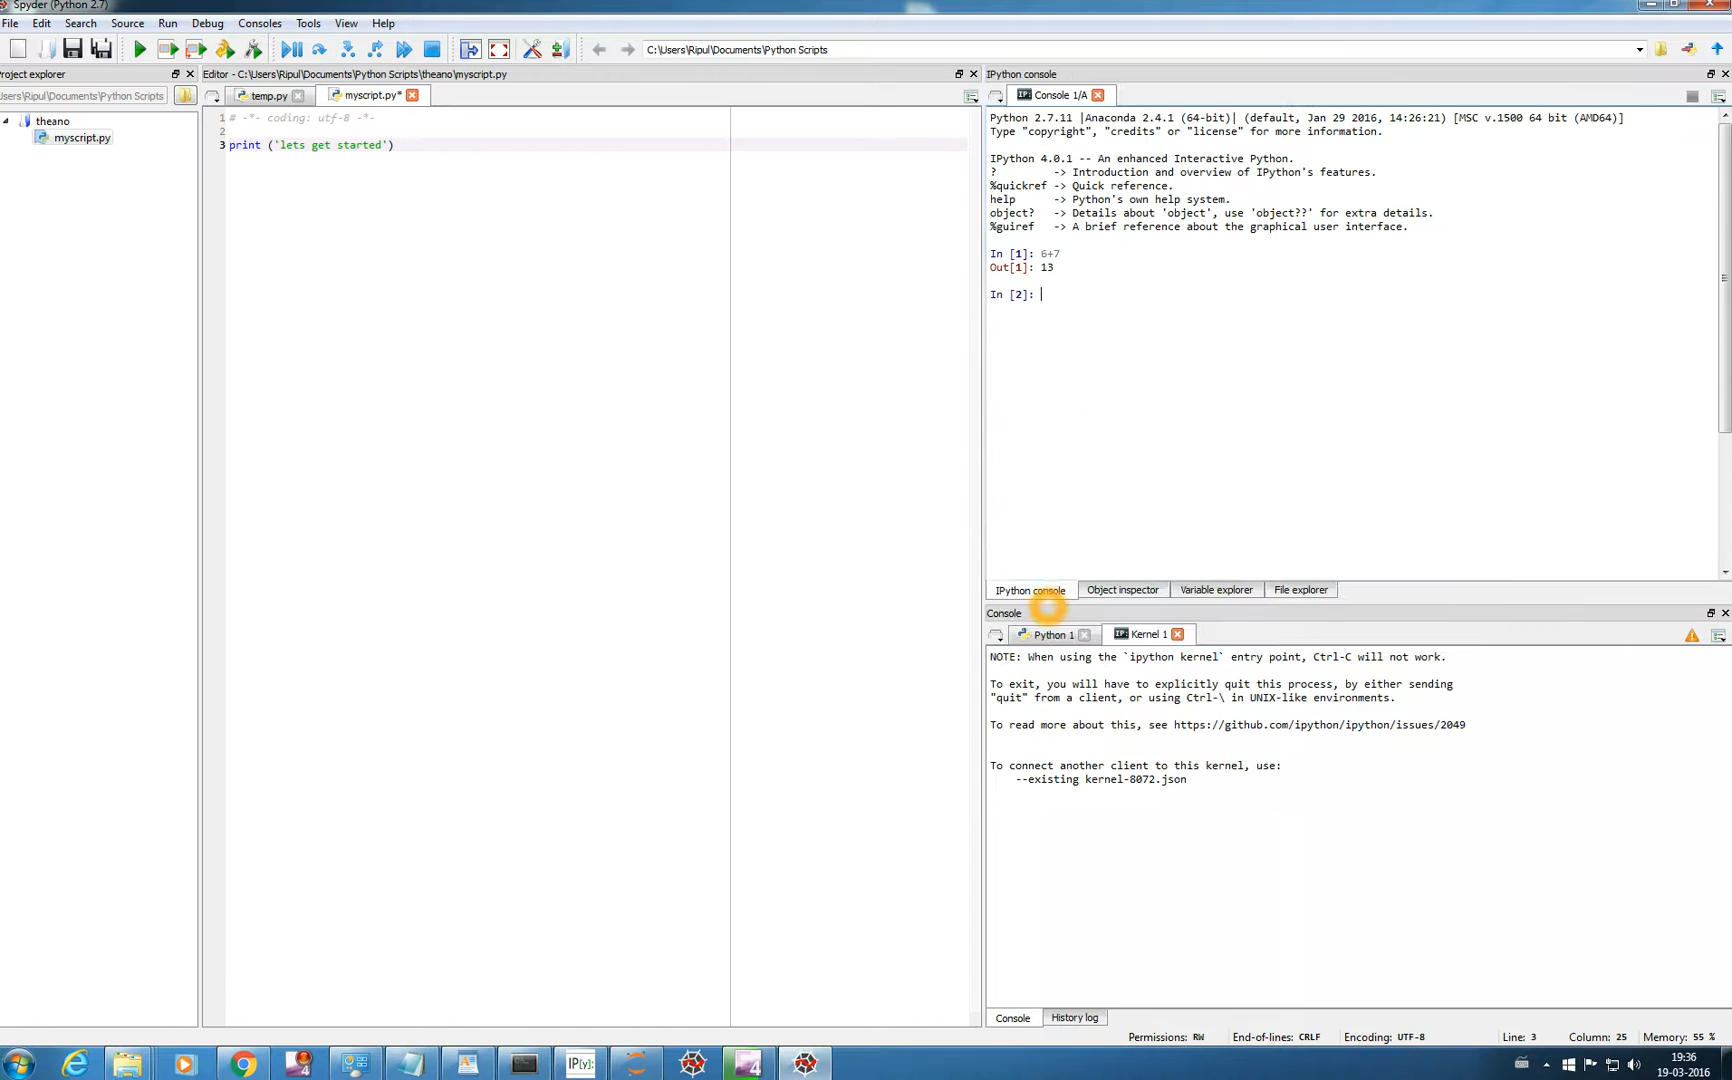 Spyder (Python 2.7)
File Edit Search Source Run Debug Consoles Tools View Help
C:\Users\Ripul\Documents\Python Scripts
roject explorer
Editor - C:\Users\Ripul\Documents\Python Scripts\theano\myscript.py
IPython console
sers\Ripul\Documents\Python Scripts
temp.py
myscript.py*
IP: Console 1/A
theano
myscript.py
1 # -*- coding: utf-8 -*-
2
3 print ('lets get started')
Python 2.7.11 |Anaconda 2.4.1 (64-bit)| (default, Jan 29 2016, 14:26:21) [MSC v.1500 64 bit (AMD64)]
Type "copyright", "credits" or "license" for more information.
IPython 4.0.1 -- An enhanced Interactive Python.
? -> Introduction and overview of IPython's features.
%quickref -> Quick reference.
help -> Python's own help system.
object? -> Details about 'object', use 'object??' for extra details.
%guiref -> A brief reference about the graphical user interface.
In [1]: 6+7
Out[1]: 13
In [2]:
IPython console Object inspector Variable explorer File explorer
Console
Python 1
IP: Kernel 1
NOTE: When using the `ipython kernel` entry point, Ctrl-C will not work.
To exit, you will have to explicitly quit this process, by either sending
"quit" from a client, or using Ctrl-\ in UNIX-like environments.
To read more about this, see https://github.com/ipython/ipython/issues/2049
To connect another client to this kernel, use:
--existing kernel-8072.json
Console History log
Permissions: RW End-of-lines: CRLF Encoding: UTF-8 Line: 3 Column: 25 Memory: 55 %
IP[y]:
4
4
19:36
19-03-2016